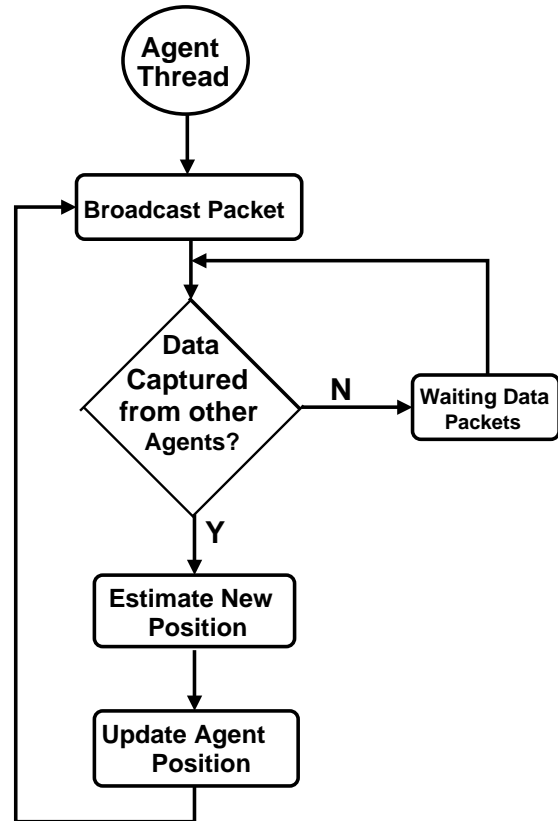 Agent
Thread
Broadcast Packet
Data
Captured
from other
Agents?
N
Waiting Data
Packets
Y
Estimate New
Position
Update Agent
Position